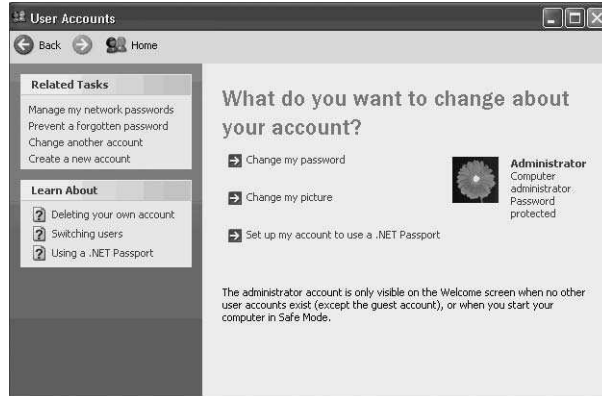 User Accounts
Back
Home
Related Tasks
Manage my network passwords
Prevent a forgotten password
Change another account
Create a new account
Learn About
Deleting your own account
Switching users
Using a .NET Passport
What do you want to change about
your account?
Change my password
Change my picture
Set up my account to use a .NET Passport
Administrator
Computer
administrator
Password
protected
The administrator account is only visible on the Welcome screen when no other
user accounts exist (except the guest account), or when you start your
computer in Safe Mode.